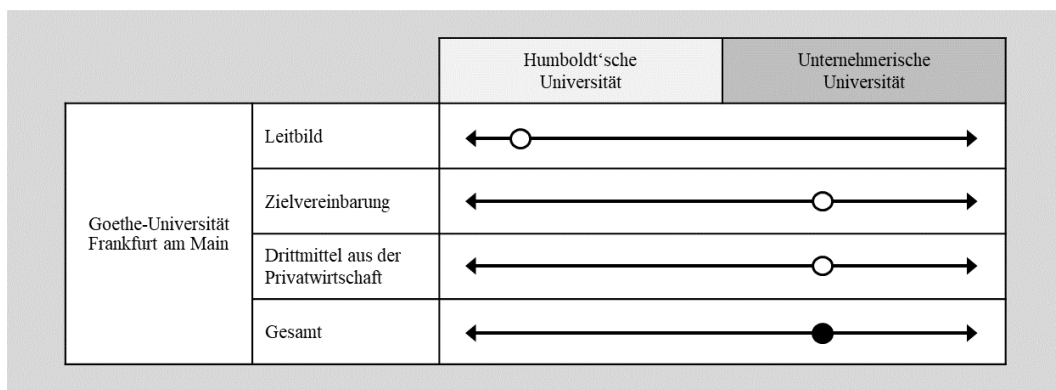 Humboldt‘sche
Universität
Unternehmerische
Universität
Goethe-Universität
Frankfurt am Main
Leitbild
Zielvereinbarung
Drittmittel aus der
Privatwirtschaft
Gesamt